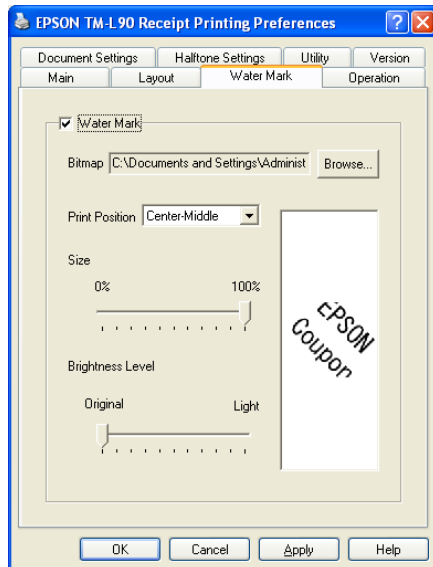 EPSON TM-L90 Receipt Printing Preferences
Document Settings Halftone Settings Utility Version
Main Layout Water Mark Operation
Water Mark
Bitmap C:\Documents and Settings\Administ Browse...
Print Position Center-Middle
Size
0% 100%
EPSON
Coupon
Brightness Level
Original Light
OK Cancel Apply Help